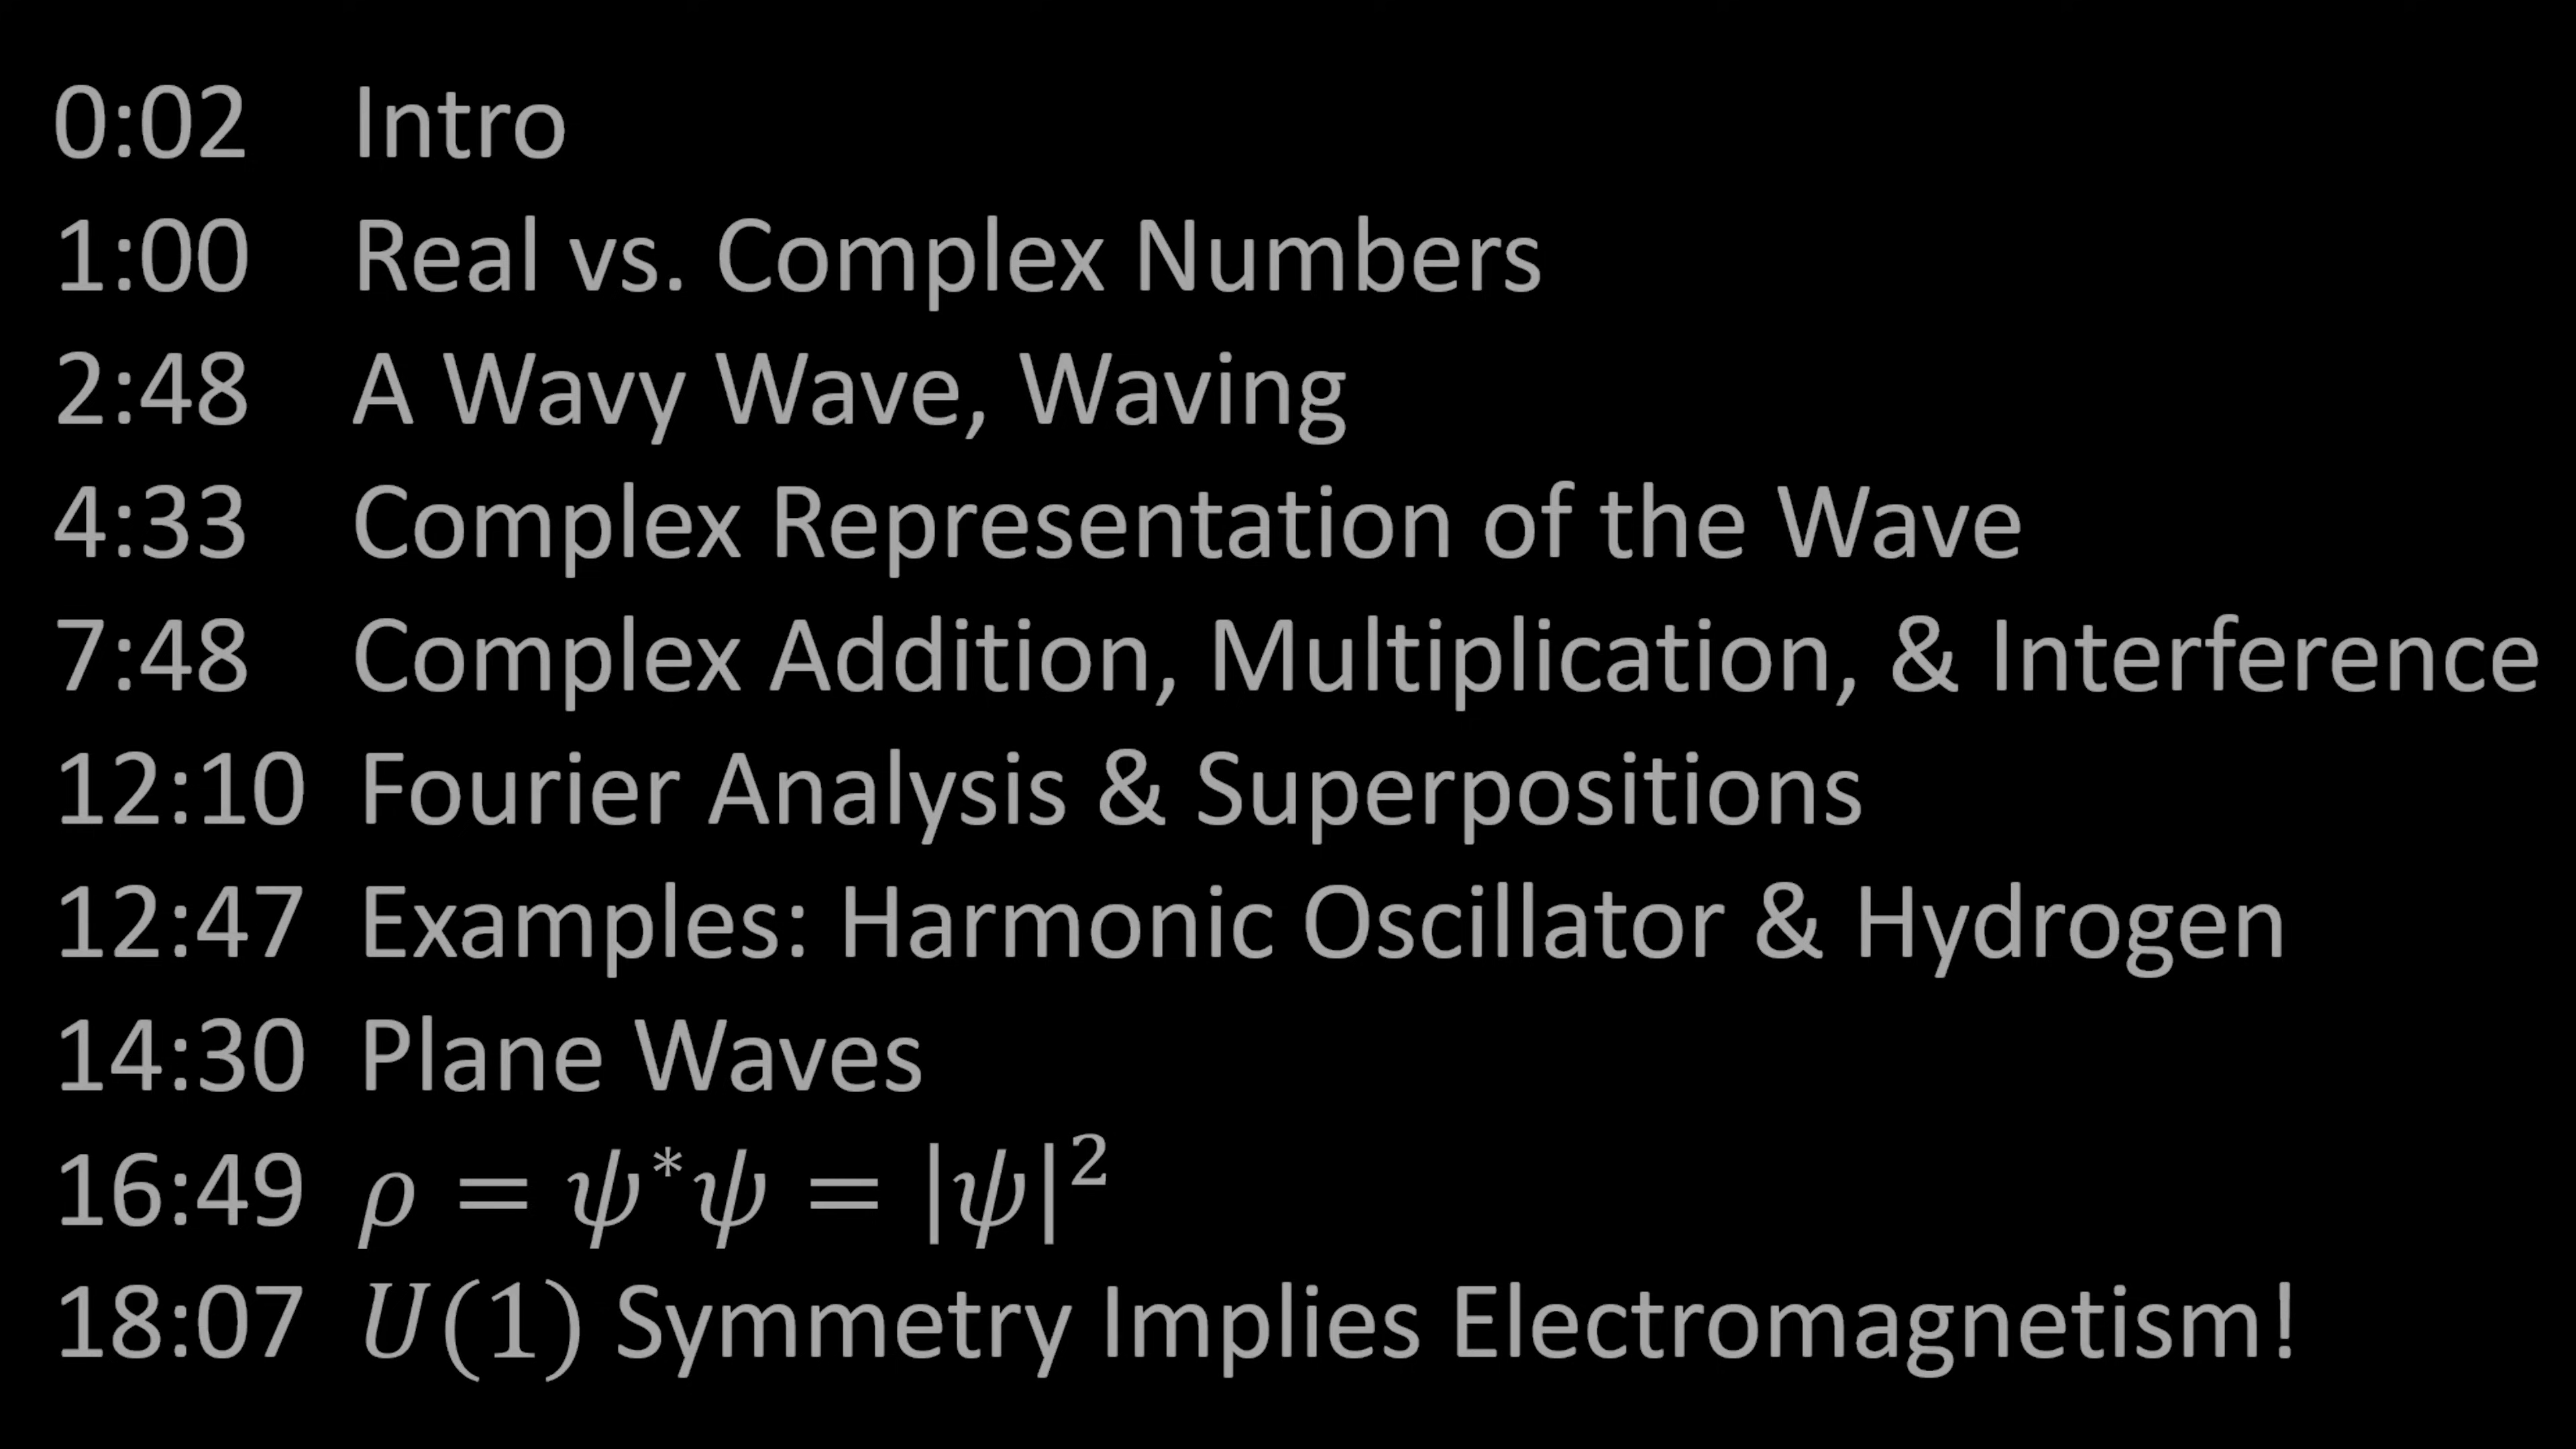 0:02 Intro
1:00 Real vs. Complex Numbers
2:48 A Wavy Wave, Waving
4:33 Complex Representation of the Wave
7:48 Complex Addition, Multiplication, & Interference
12:10 Fourier Analysis & Superpositions
12:47 Examples: Harmonic Oscillator & Hydrogen
14:30 Plane Waves
16:49 ρ = ψ*ψ = |ψ|²
18:07 U(1) Symmetry Implies Electromagnetism!